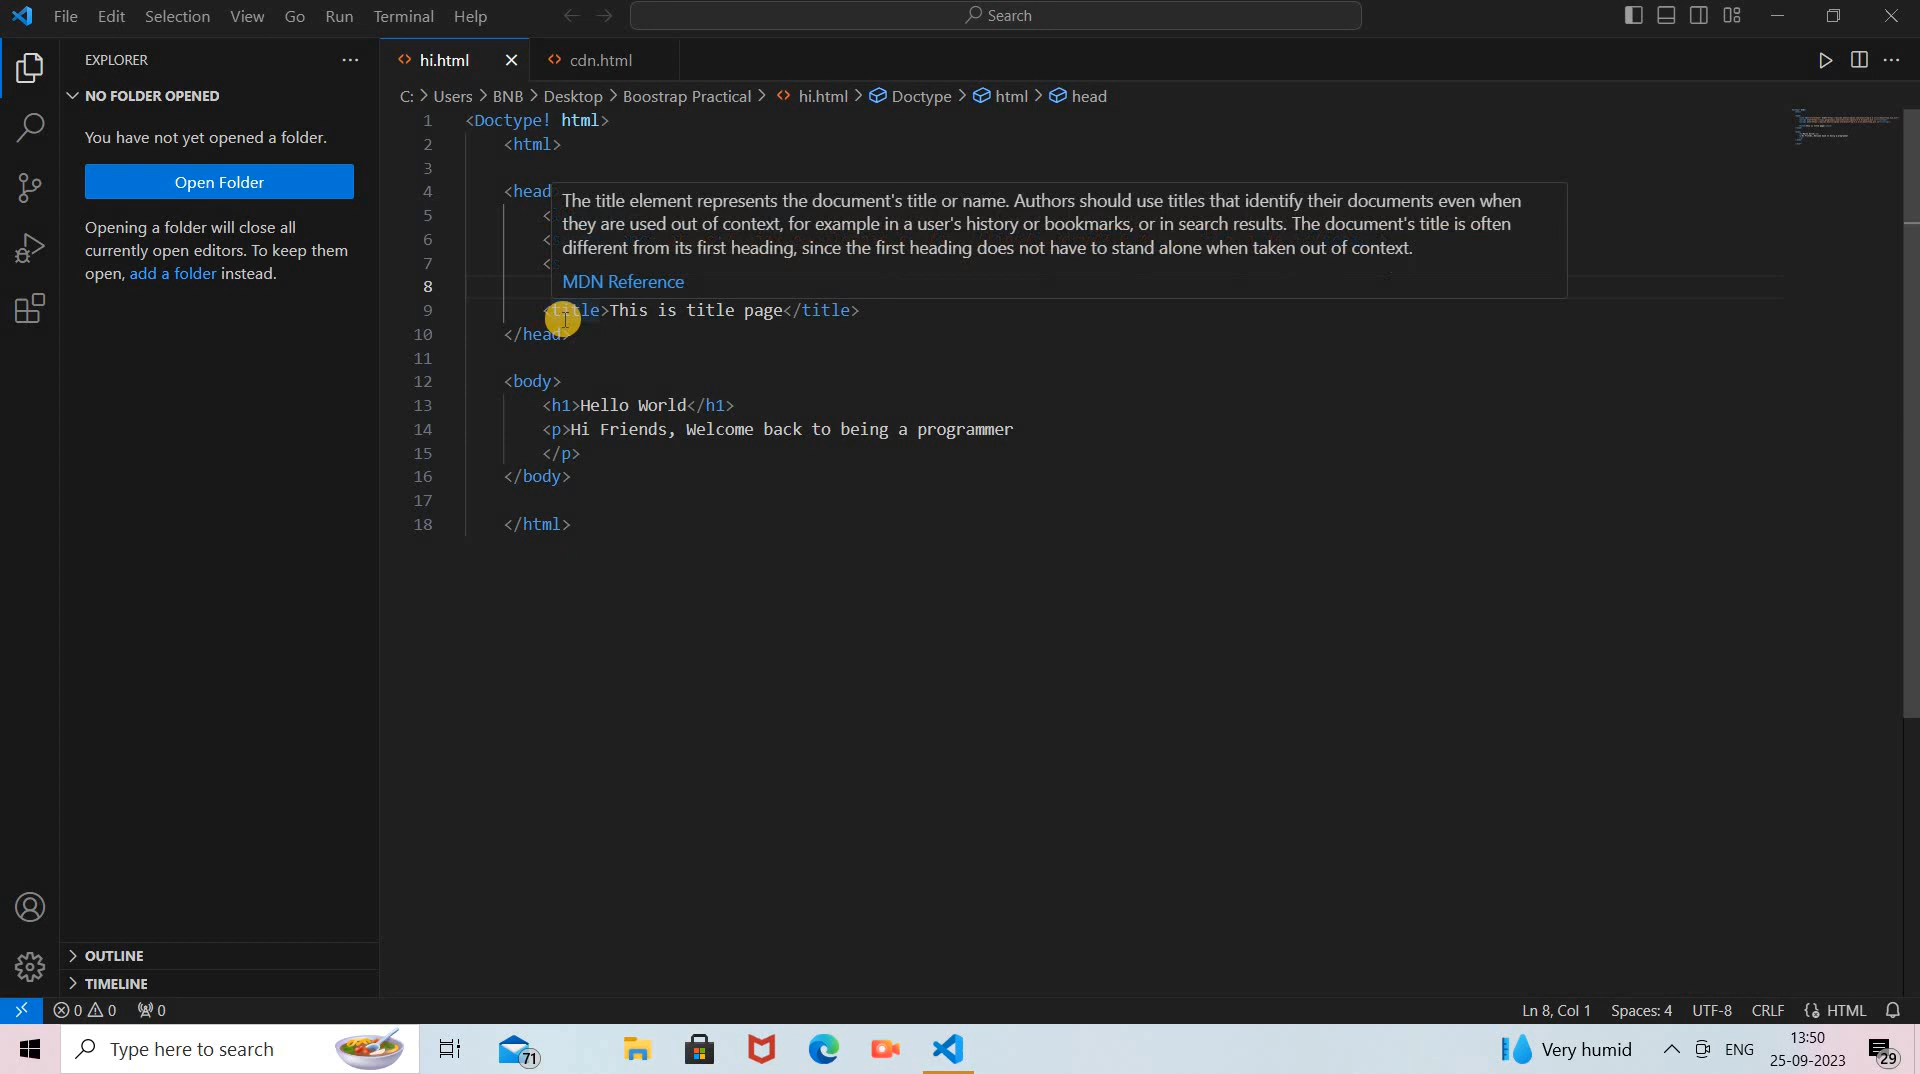 File Edit Selection View Go Run Terminal Help
Search
EXPLORER
NO FOLDER OPENED
You have not yet opened a folder.
Open Folder
Opening a folder will close all
currently open editors. To keep them
open, add a folder instead.
OUTLINE
TIMELINE
hi.html
cdn.html
C: > Users > BNB > Desktop > Boostrap Practical > hi.html > Doctype > html > head
1 <Doctype! html>
2 <html>
3
4 <head
5 <
6 <
7 <
8
9 <title>This is title page</title>
10 </head>
11
12 <body>
13 <h1>Hello World</h1>
14 <p>Hi Friends, Welcome back to being a programmer
15 </p>
16 </body>
17
18 </html>
The title element represents the document's title or name. Authors should use titles that identify their documents even when
they are used out of context, for example in a user's history or bookmarks, or in search results. The document's title is often
different from its first heading, since the first heading does not have to stand alone when taken out of context.
MDN Reference
0 0 0
Ln 8, Col 1 Spaces: 4 UTF-8 CRLF HTML
Type here to search
71
Very humid
ENG
13:50
25-09-2023
29